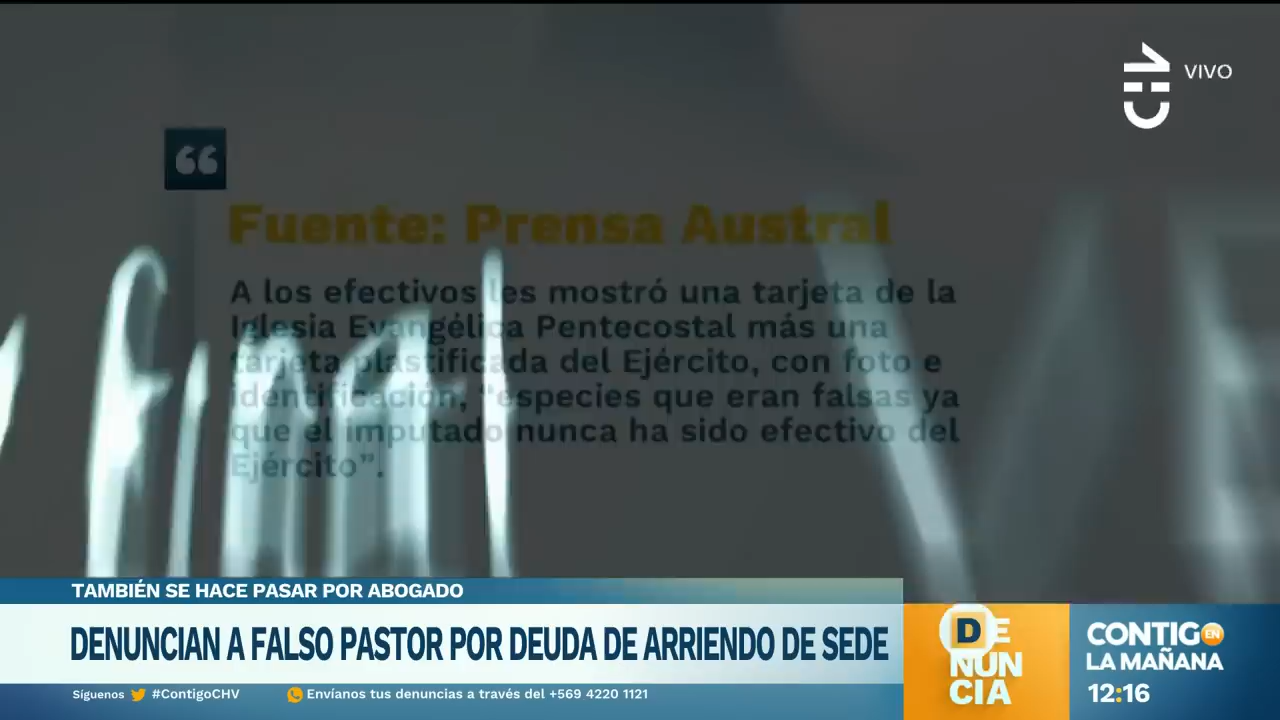 CHV VIVO
Fuente: Prensa Austral
A los efectivos les mostró una tarjeta de la
Iglesia Evangélica Pentecostal más una
tarjeta plastificada del Ejército, con foto e
identificación, “especies que eran falsas ya
que el imputado nunca ha sido efectivo del
Ejército”.
final
TAMBIÉN SE HACE PASAR POR ABOGADO
DENUNCIAN A FALSO PASTOR POR DEUDA DE ARRIENDO DE SEDE
DE
NUN
CIA
CONTIGO EN
LA MAÑANA
12:16
Síguenos #ContigoCHV Envíanos tus denuncias a través del +569 4220 1121